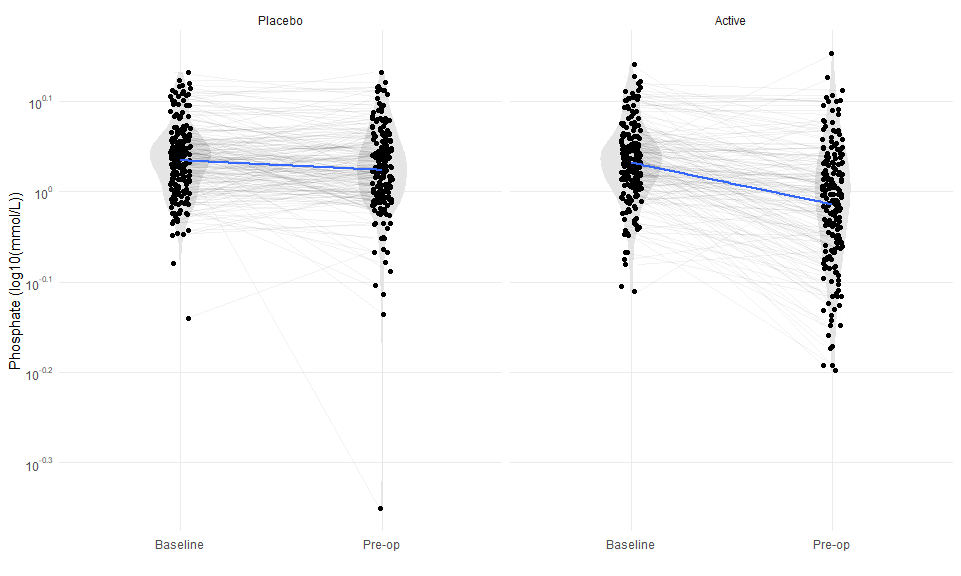 Placebo
Active
Phosphate (log10(mmol/L))
10^0.1
10^0
10^-0.1
10^-0.2
10^-0.3
Baseline
Pre-op
Baseline
Pre-op